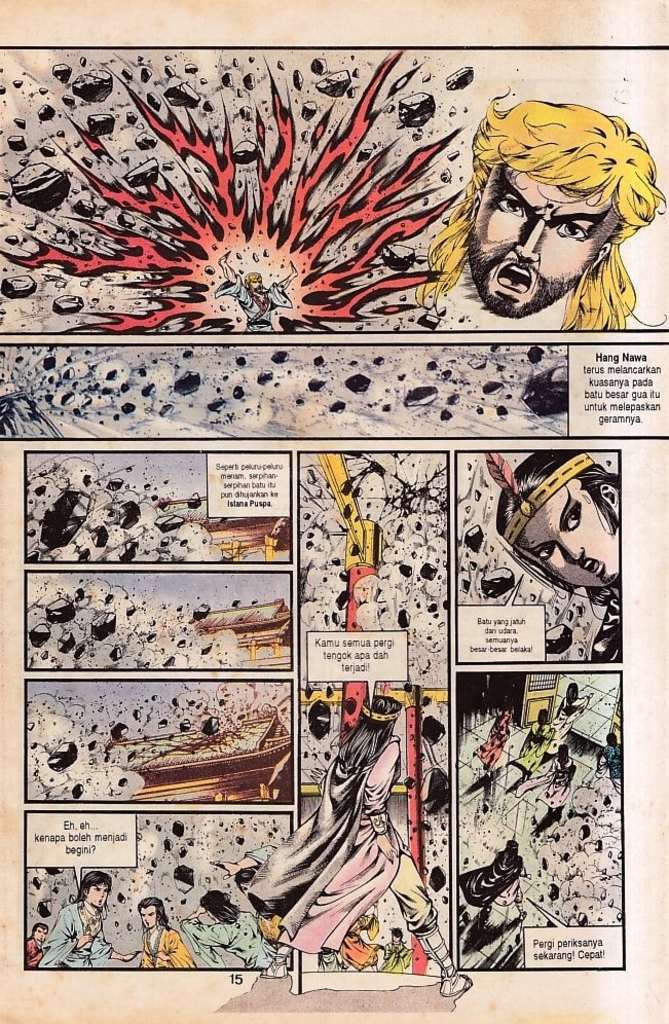 Hang Nawa
terus melancarkan
kuasanya pada
batu besar gua itu
untuk melepaskan
geramnya.
Seperti peluru-peluru
meriam, serpihan-
serpihan batu itu
pun dihujankan ke
Istana Puspa.
Kamu semua pergi
tengok apa dah
terjadi!
Batu yang jatuh
dari udara,
semuanya
besar-besar belaka!
Eh, eh...
kenapa boleh menjadi
begini?
Pergi periksanya
sekarang! Cepat!
15